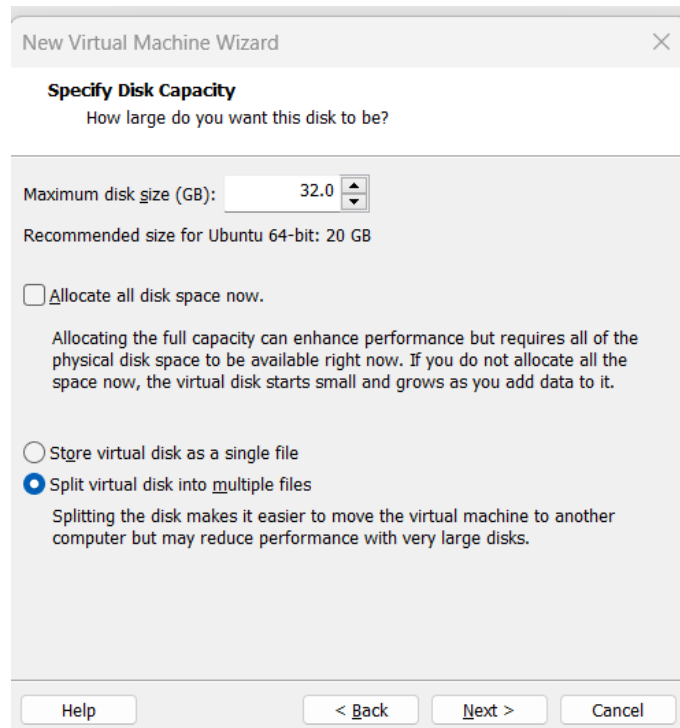 New Virtual Machine Wizard
Specify Disk Capacity
How large do you want this disk to be?
Maximum disk size (GB): 32.0
Recommended size for Ubuntu 64-bit: 20 GB
Allocate all disk space now.
Allocating the full capacity can enhance performance but requires all of the
physical disk space to be available right now. If you do not allocate all the
space now, the virtual disk starts small and grows as you add data to it.
Store virtual disk as a single file
Split virtual disk into multiple files
Splitting the disk makes it easier to move the virtual machine to another
computer but may reduce performance with very large disks.
Help < Back Next > Cancel